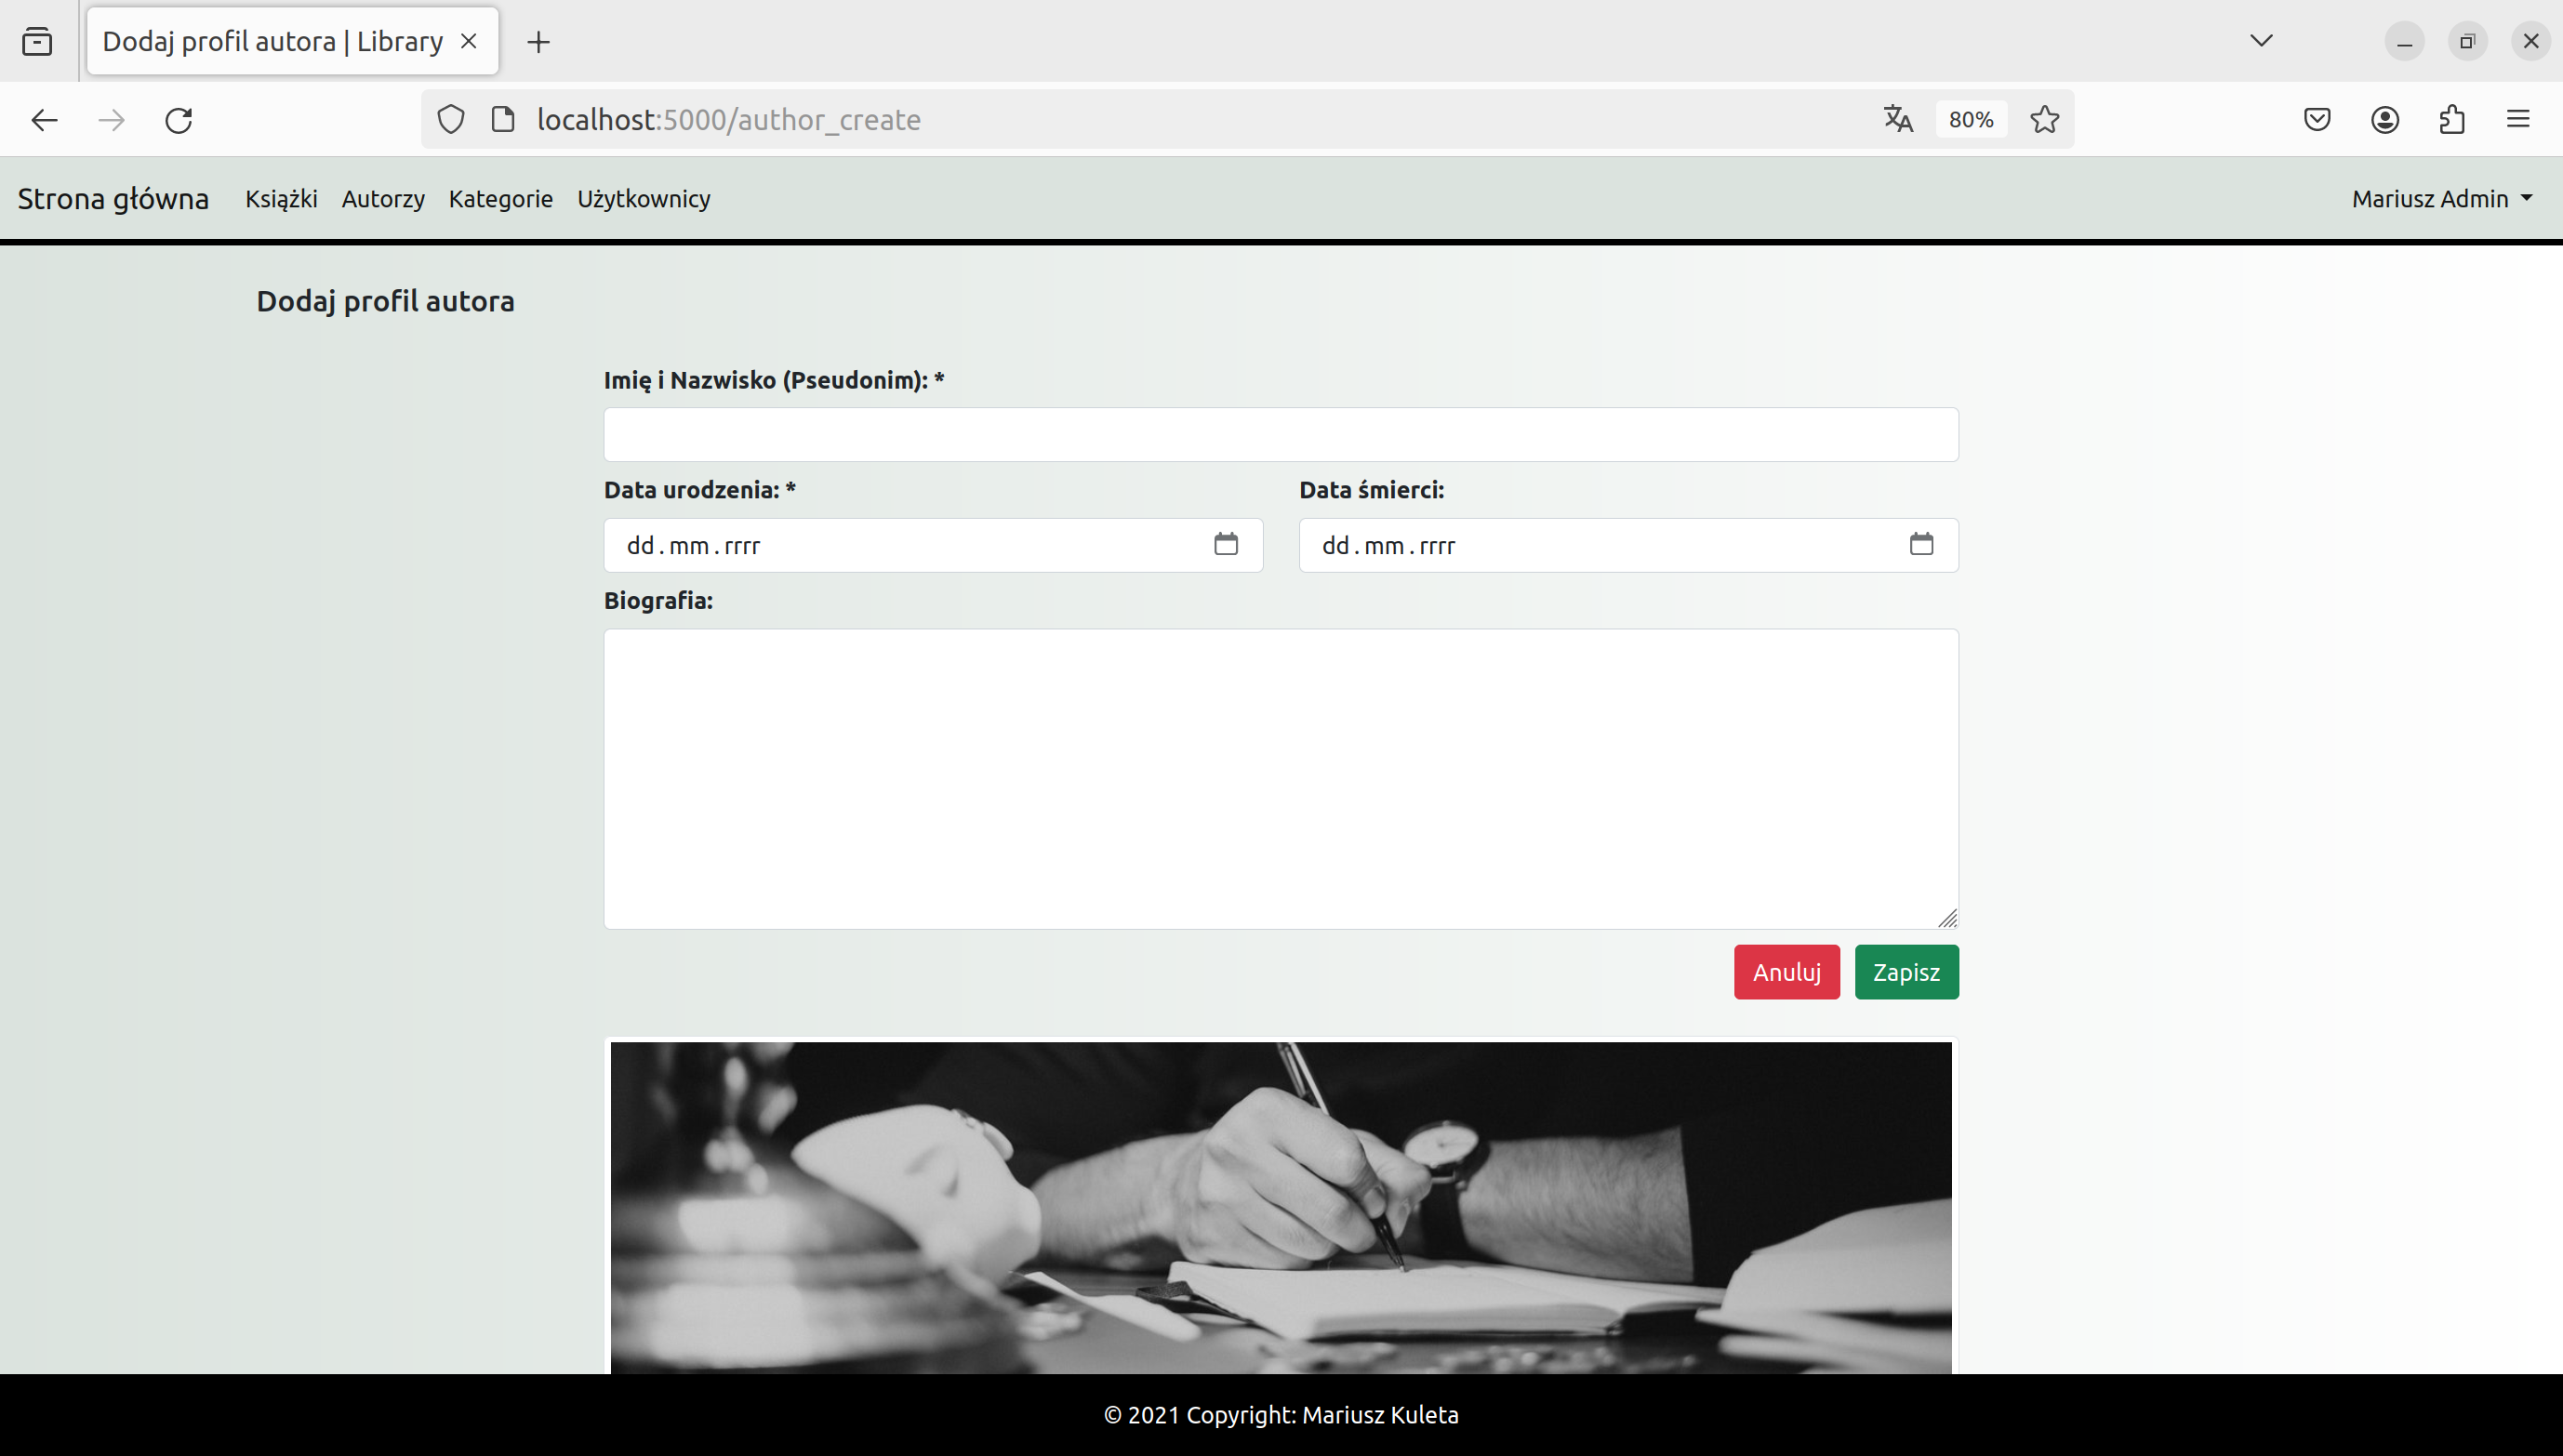 Dodaj profil autora | Library
localhost:5000/author_create
80%
Strona główna Książki Autorzy Kategorie Użytkownicy Mariusz Admin
Dodaj profil autora
Imię i Nazwisko (Pseudonim): *
Data urodzenia: * Data śmierci:
dd.mm.rrrr dd.mm.rrrr
Biografia:
Anuluj Zapisz
© 2021 Copyright: Mariusz Kuleta